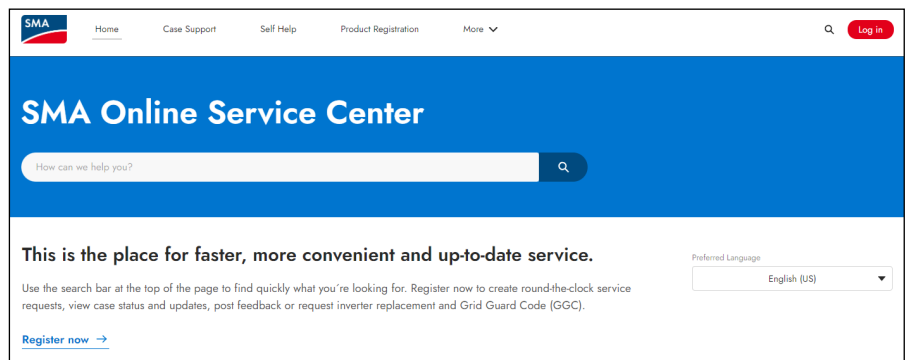 SMA
Home Case Support Self Help Product Registration More Log in
SMA Online Service Center
How can we help you?
This is the place for faster, more convenient and up-to-date service.
Preferred Language
English (US)
Use the search bar at the top of the page to find quickly what you´re looking for. Register now to create round-the-clock service
requests, view case status and updates, post feedback or request inverter replacement and Grid Guard Code (GGC).
Register now →